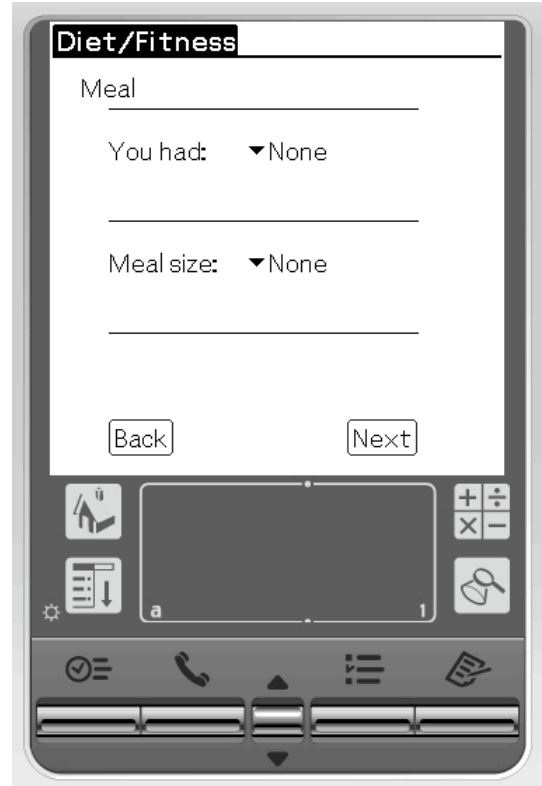 Diet/Fitness
Meal
You had: ▾None
Meal size: ▾None
Back Next
a 1